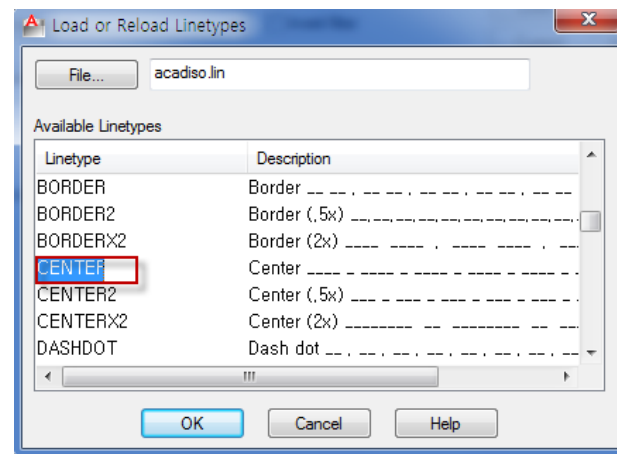 Load or Reload Linetypes
File... acadiso.lin
Available Linetypes
Linetype Description
BORDER Border __ __ . __ __ . __ __ . __ __ . __ __
BORDER2 Border (.5x) __.__.__.__.__.__.__.__.__.
BORDERX2 Border (2x) ____ ____ . ____ ____ . __
CENTER Center ____ _ ____ _ ____ _ ____ _ ____ _ .
CENTER2 Center (.5x) ___ _ ___ _ ___ _ ___ _ ___ _ .
CENTERX2 Center (2x) ________ __ ________ __ __
DASHDOT Dash dot __ . __ . __ . __ . __ . __ . __ . __
OK Cancel Help